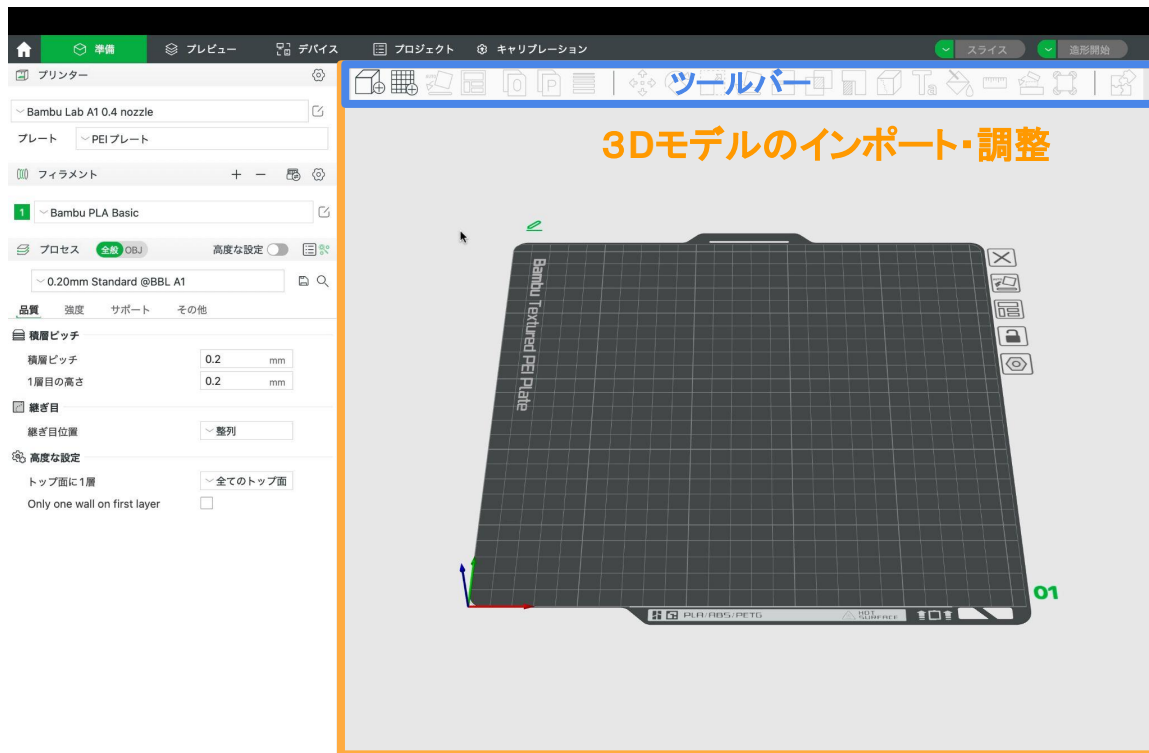 準備 プレビュー デバイス プロジェクト キャリブレーション スライス 造形開始
プリンター
Bambu Lab A1 0.4 nozzle
プレート PEIプレート
フィラメント
1 Bambu PLA Basic
プロセス 全般 OBJ 高度な設定
0.20mm Standard @BBL A1
品質 強度 サポート その他
積層ピッチ
積層ピッチ 0.2 mm
1層目の高さ 0.2 mm
継ぎ目
継ぎ目位置 整列
高度な設定
トップ面に1層 全てのトップ面
Only one wall on first layer
ツールバー
3Dモデルのインポート・調整
Bambu Textured PEI Plate
01
PLA/ABS/PETG
HOT
SURFACE